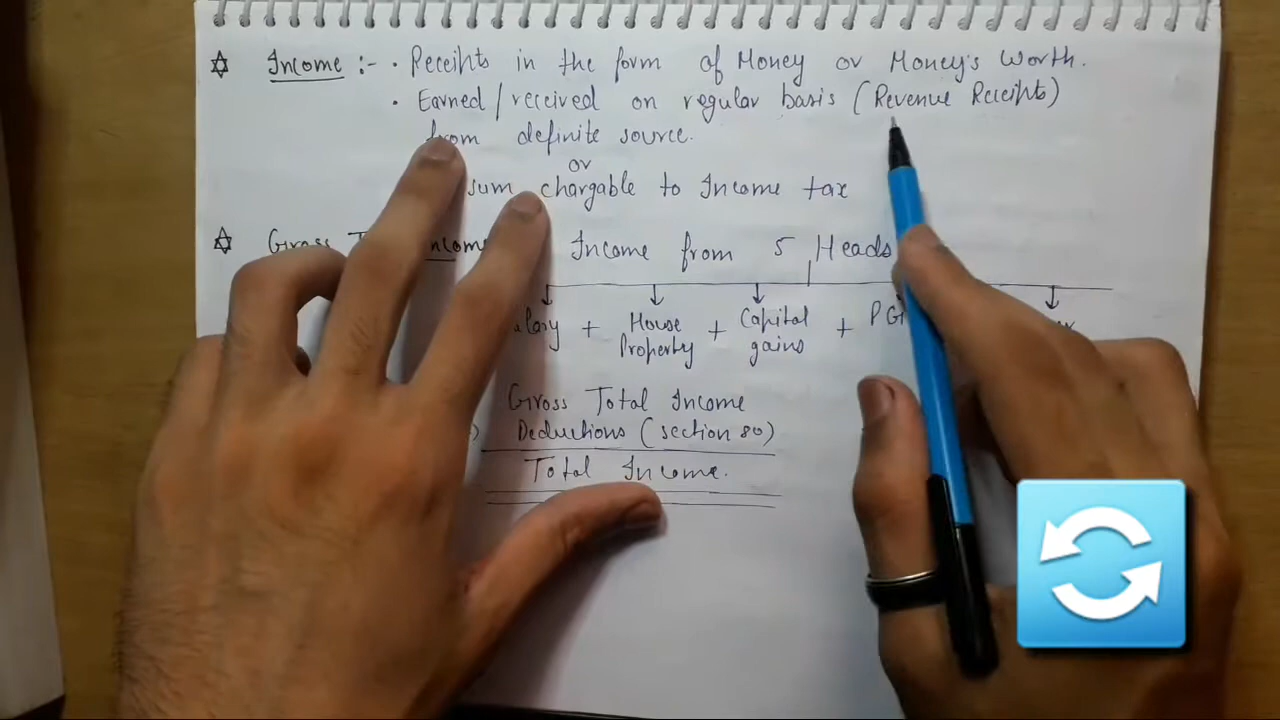 Income :- • Receipts in the form of Money or Money's Worth.
• Earned/received on regular basis (Revenue Receipts)
from definite source.
or
sum chargable to Income tax
Gross Income Income from 5 Heads
+ House Property + Capital gains +
Gross Total Income
Deductions (section 80)
Total Income.